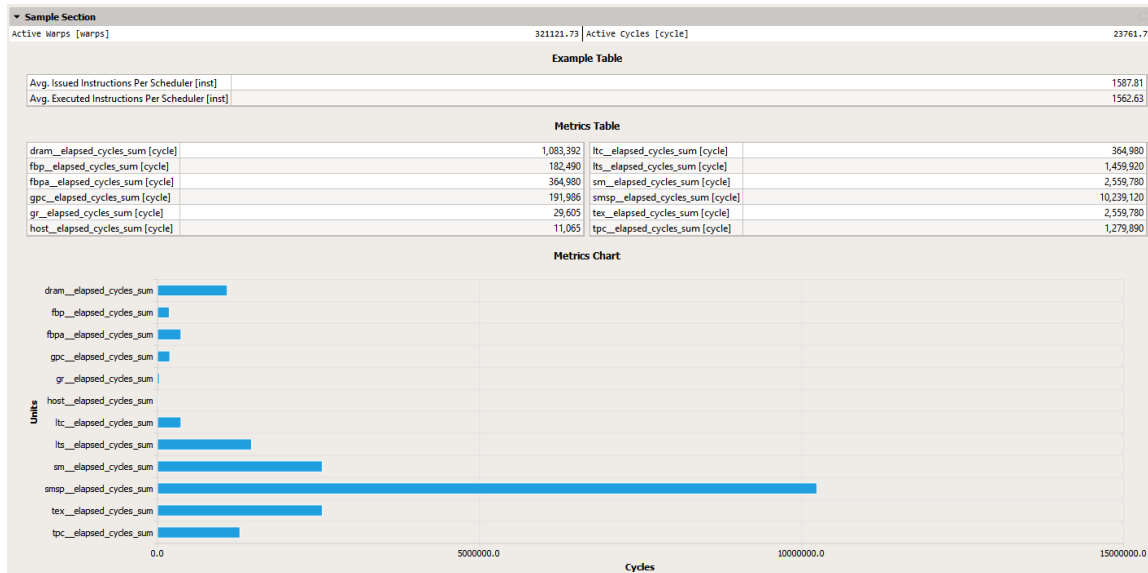 ▾ Sample Section
Active Warps [warps] 321121.73 Active Cycles [cycle] 23761.7
Example Table
Avg. Issued Instructions Per Scheduler [inst] 1587.81
Avg. Executed Instructions Per Scheduler [inst] 1562.63
Metrics Table
dram__elapsed_cycles_sum [cycle] 1,083,392 ltc__elapsed_cycles_sum [cycle] 364,980
fbp__elapsed_cycles_sum [cycle] 182,490 lts__elapsed_cycles_sum [cycle] 1,459,920
fbpa__elapsed_cycles_sum [cycle] 364,980 sm__elapsed_cycles_sum [cycle] 2,559,780
gpc__elapsed_cycles_sum [cycle] 191,986 smsp__elapsed_cycles_sum [cycle] 10,239,120
gr__elapsed_cycles_sum [cycle] 29,605 tex__elapsed_cycles_sum [cycle] 2,559,780
host__elapsed_cycles_sum [cycle] 11,065 tpc__elapsed_cycles_sum [cycle] 1,279,890
Metrics Chart
Units
dram__elapsed_cycles_sum
fbp__elapsed_cycles_sum
fbpa__elapsed_cycles_sum
gpc__elapsed_cycles_sum
gr__elapsed_cycles_sum
host__elapsed_cycles_sum
ltc__elapsed_cycles_sum
lts__elapsed_cycles_sum
sm__elapsed_cycles_sum
smsp__elapsed_cycles_sum
tex__elapsed_cycles_sum
tpc__elapsed_cycles_sum
0.0 5000000.0 10000000.0 15000000.0
Cycles